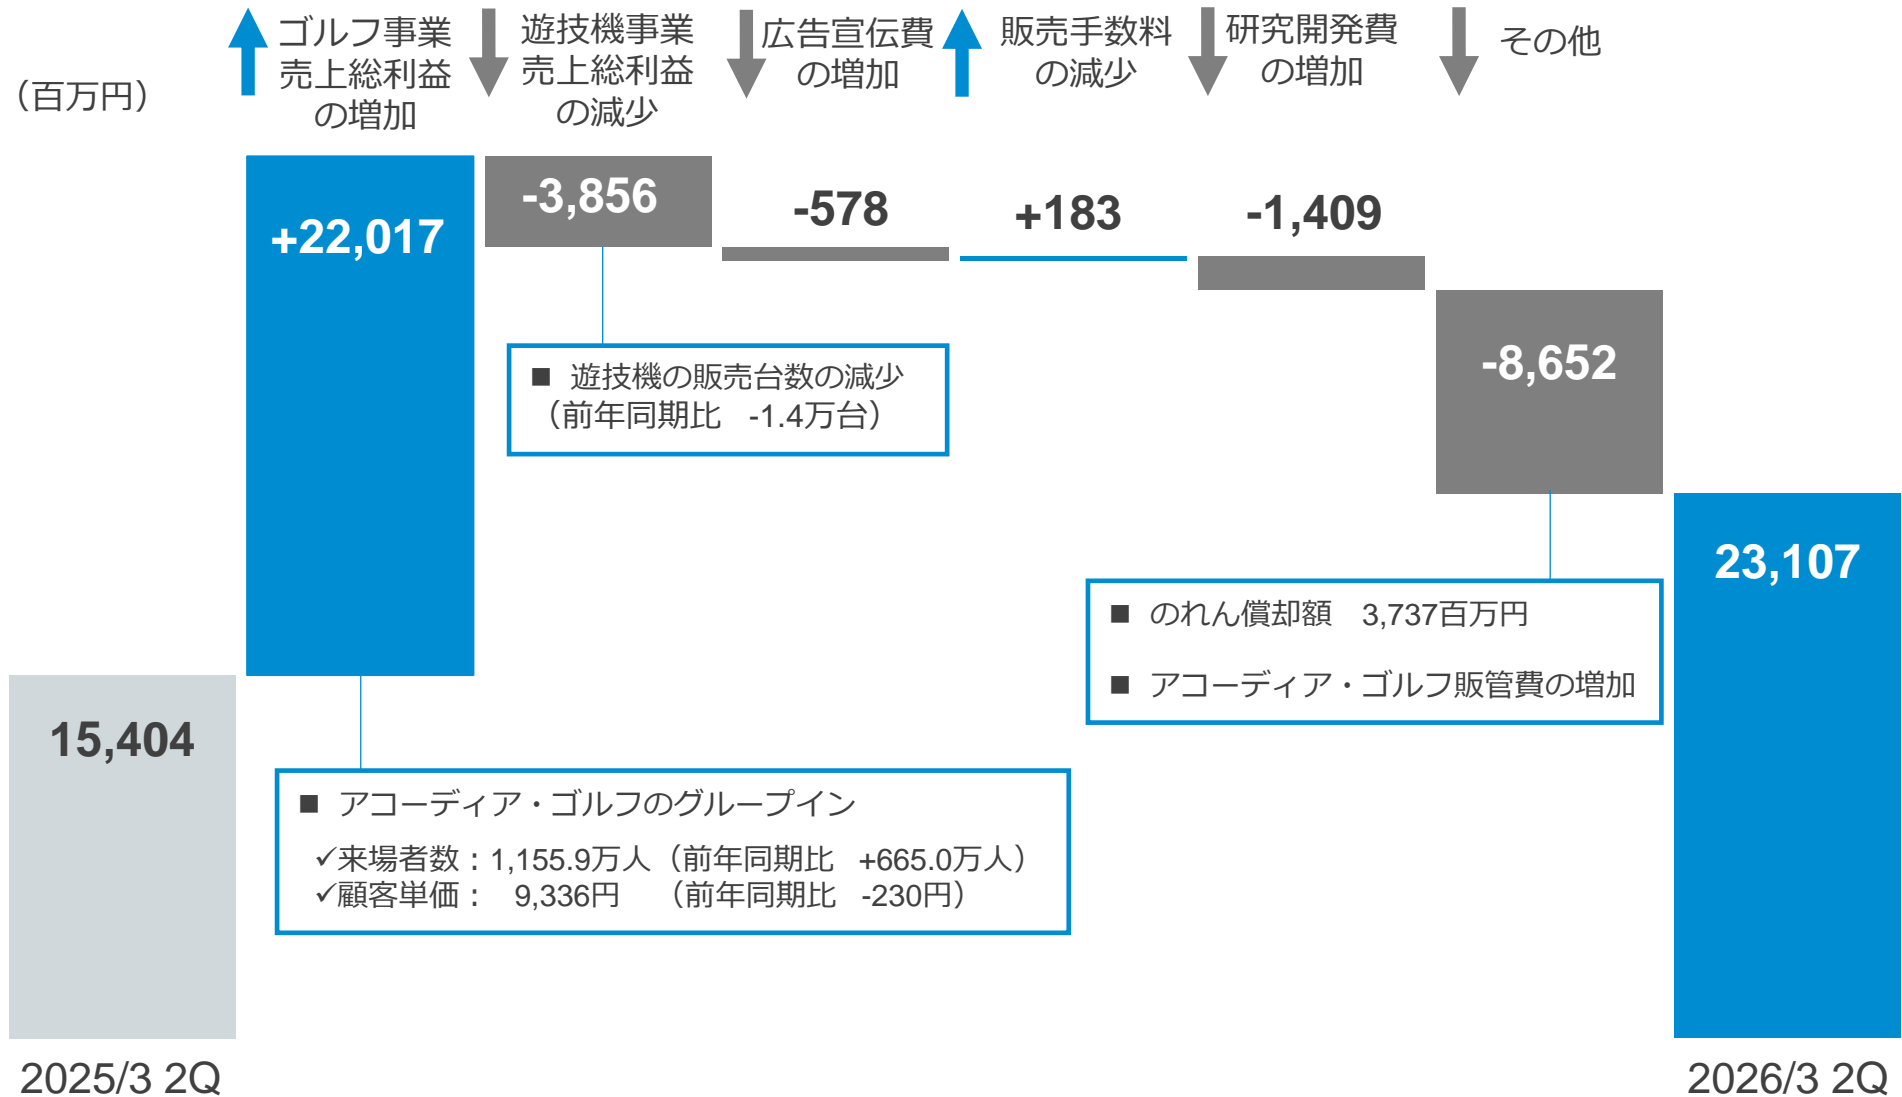 （百万円）
ゴルフ事業
売上総利益
の増加
遊技機事業
売上総利益
の減少
広告宣伝費
の増加
販売手数料
の減少
研究開発費
の増加
その他
+22,017
-3,856
-578
+183
-1,409
-8,652
23,107
15,404
■ 遊技機の販売台数の減少
（前年同期比 -1.4万台）
■ のれん償却額 3,737百万円
■ アコーディア・ゴルフ販管費の増加
■ アコーディア・ゴルフのグループイン
✓来場者数：1,155.9万人（前年同期比 +665.0万人）
✓顧客単価： 9,336円 （前年同期比 -230円）
2025/3 2Q
2026/3 2Q